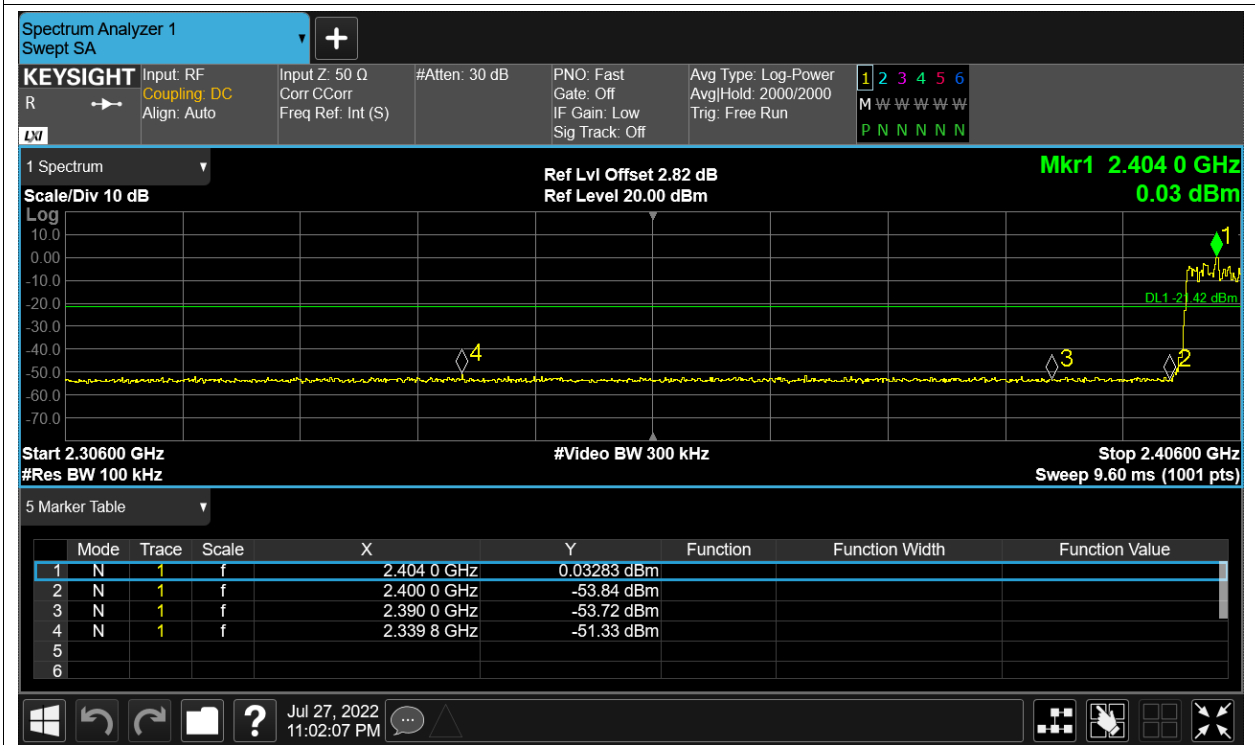 Spectrum Analyzer 1
Swept SA
+
KEYSIGHT Input: RF Input Z: 50 Ω #Atten: 30 dB PNO: Fast Avg Type: Log-Power 1 2 3 4 5 6
R Coupling: DC Corr CCorr Gate: Off Avg|Hold: 2000/2000 M W W W W W
Align: Auto Freq Ref: Int (S) IF Gain: Low Trig: Free Run
LXI Sig Track: Off P N N N N N
1 Spectrum Ref Lvl Offset 2.82 dB Mkr1 2.404 0 GHz
Scale/Div 10 dB Ref Level 20.00 dBm 0.03 dBm
Log
10.0 1
0.00
-10.0
-20.0 DL1 -21.42 dBm
-30.0
-40.0 4 3 2
-50.0
-60.0
-70.0
Start 2.30600 GHz #Video BW 300 kHz Stop 2.40600 GHz
#Res BW 100 kHz Sweep 9.60 ms (1001 pts)
5 Marker Table
Mode Trace Scale X Y Function Function Width Function Value
1 N 1 f 2.404 0 GHz 0.03283 dBm
2 N 1 f 2.400 0 GHz -53.84 dBm
3 N 1 f 2.390 0 GHz -53.72 dBm
4 N 1 f 2.339 8 GHz -51.33 dBm
5
6
? Jul 27, 2022
11:02:07 PM